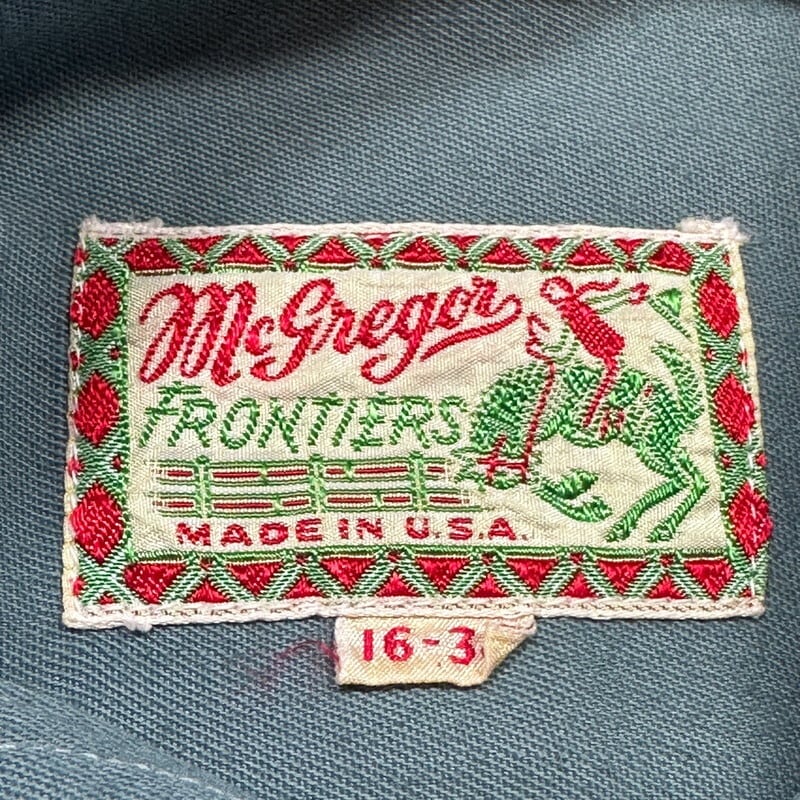 McGregor
FRONTIERS
MADE IN U.S.A.
16-3